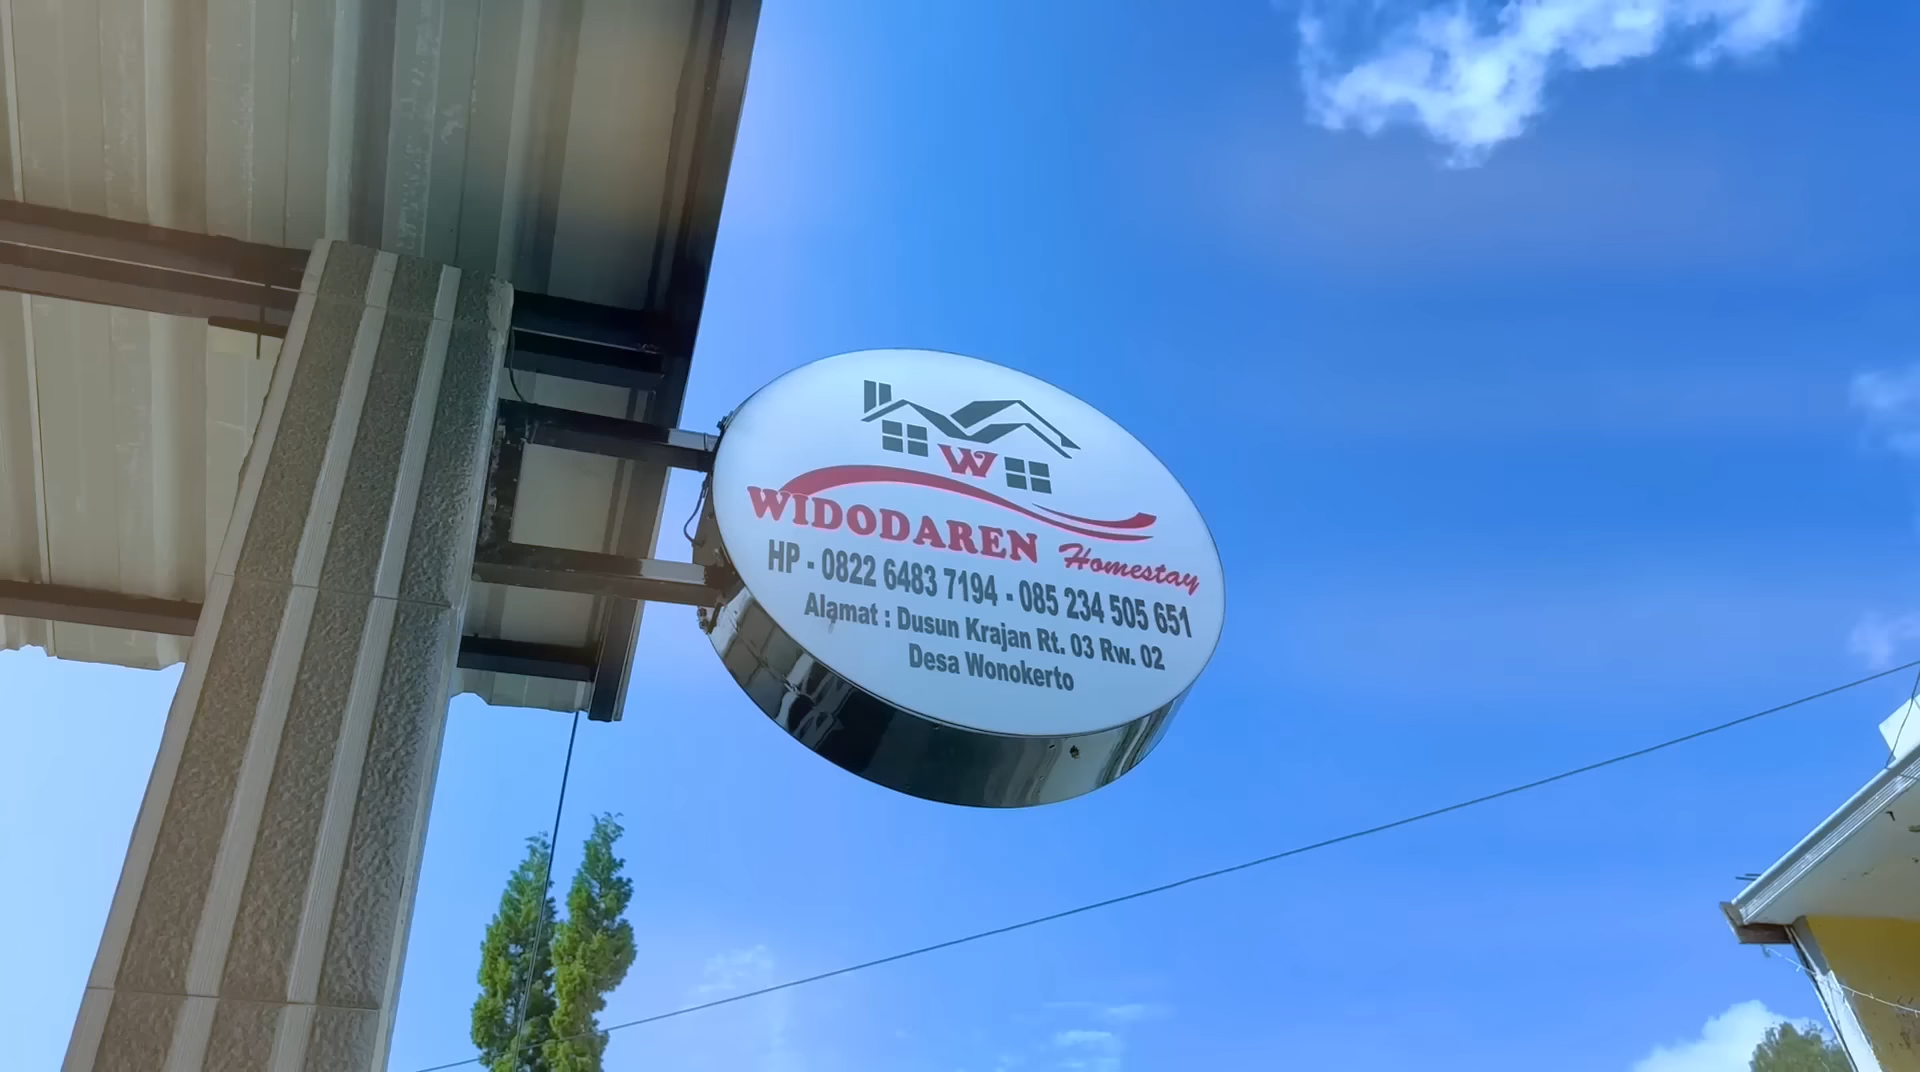 W
WIDODAREN Homestay
HP - 0822 6483 7194 - 085 234 505 651
Alamat : Dusun Krajan Rt. 03 Rw. 02
Desa Wonokerto